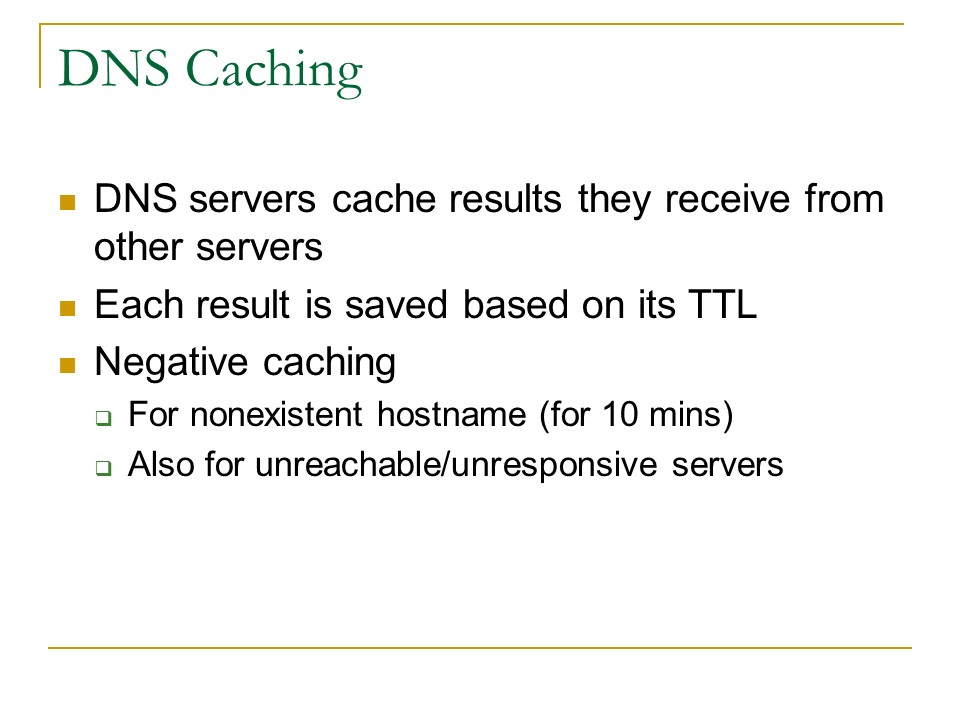 DNS Caching
DNS servers cache results they receive from
other servers
Each result is saved based on its TTL
Negative caching
For nonexistent hostname (for 10 mins)
Also for unreachable/unresponsive servers